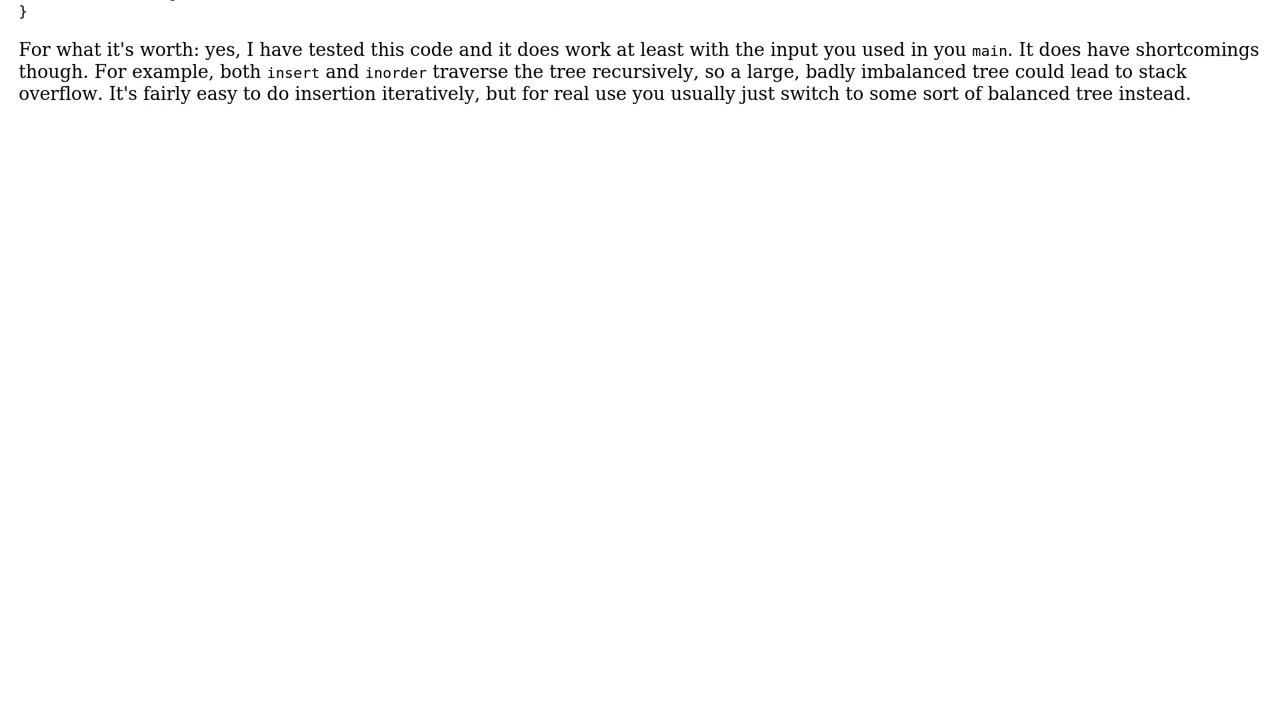 }
For what it's worth: yes, I have tested this code and it does work at least with the input you used in you main. It does have shortcomings
though. For example, both insert and inorder traverse the tree recursively, so a large, badly imbalanced tree could lead to stack
overflow. It's fairly easy to do insertion iteratively, but for real use you usually just switch to some sort of balanced tree instead.